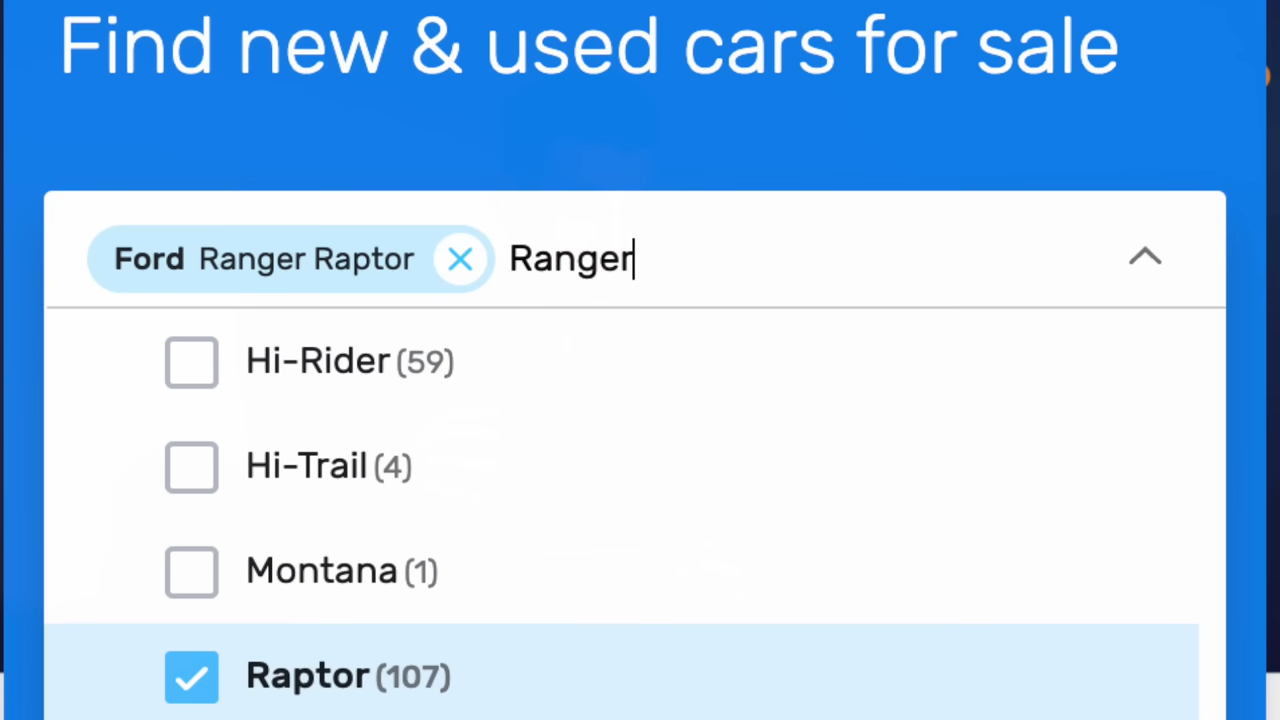 Find new & used cars for sale
Ford Ranger Raptor Ranger
Hi-Rider (59)
Hi-Trail (4)
Montana (1)
Raptor (107)